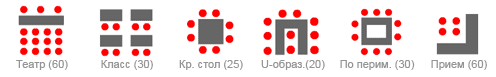 Театр (60) Класс (30) Кр. стол (25) U-образ.(20) По перим. (30) Прием (60)